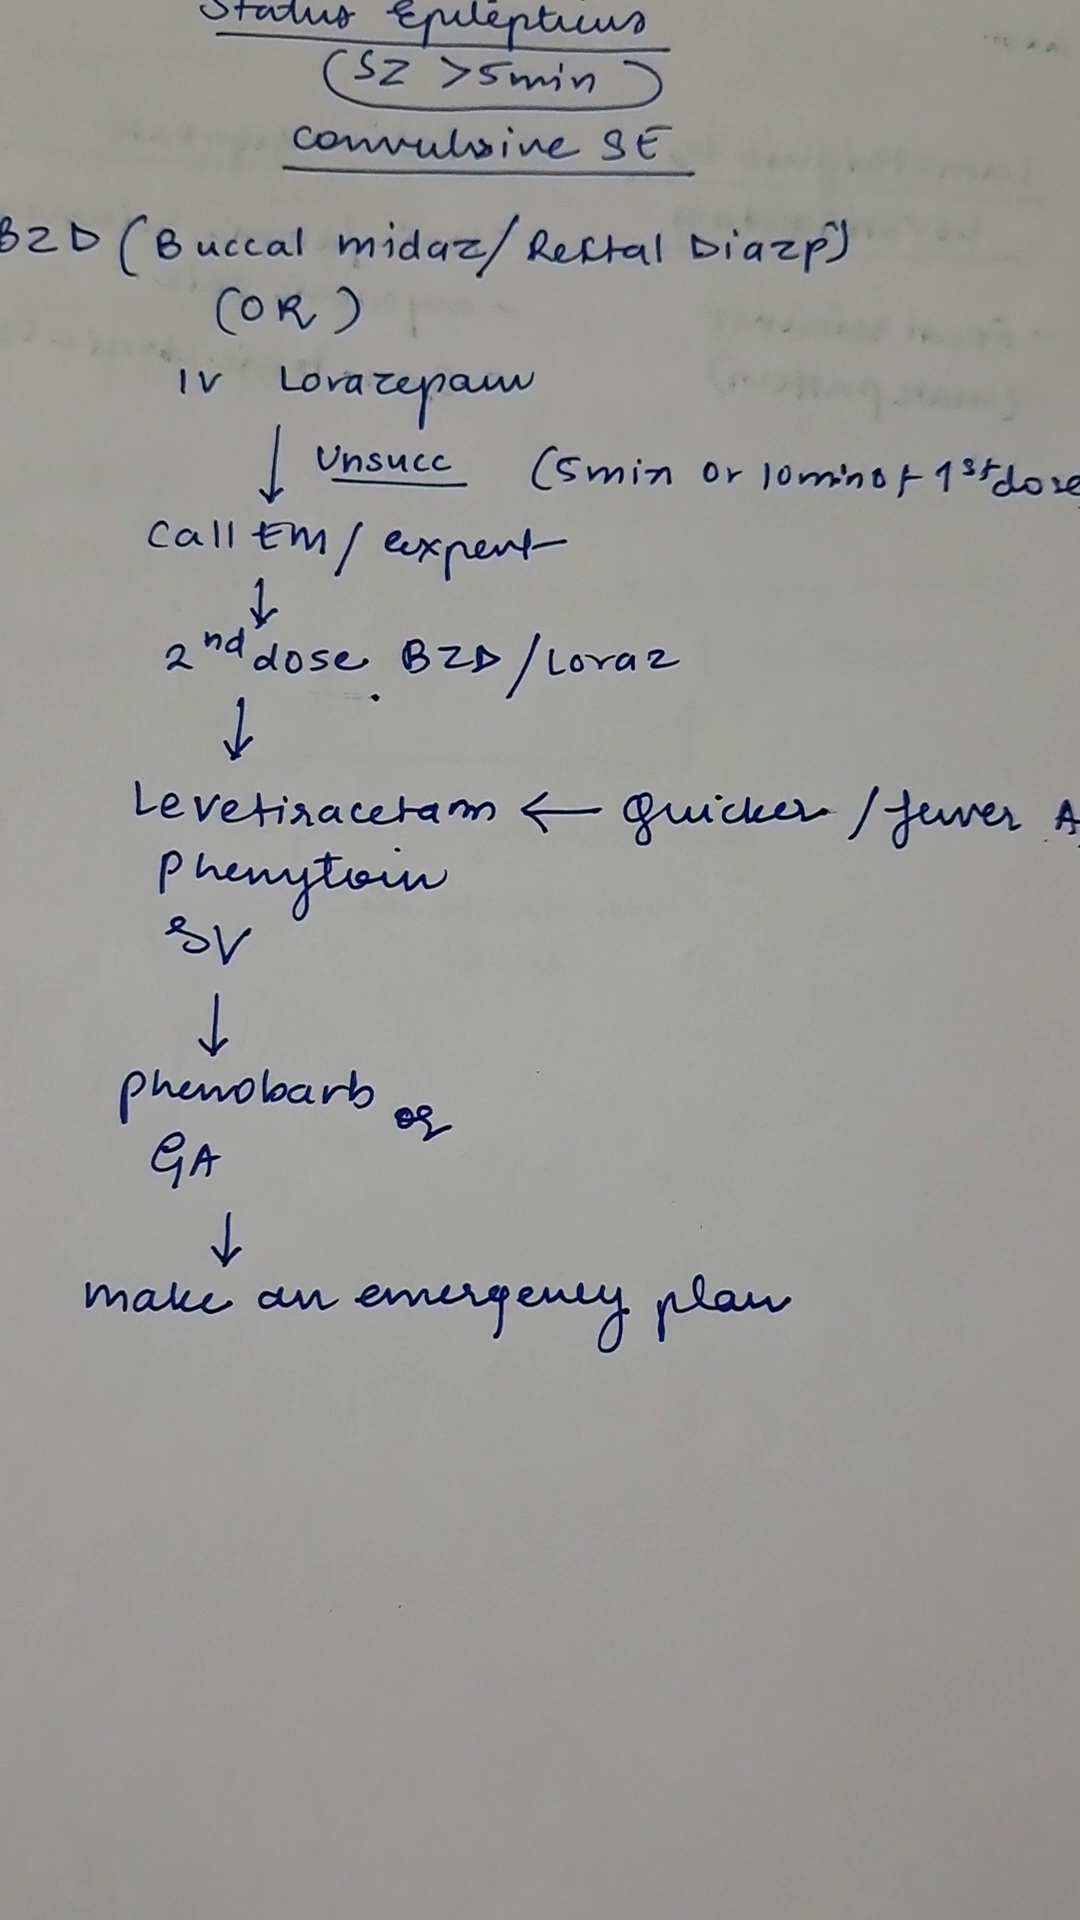 Status Epilepticus
(SZ >5min)
Convulsive SE
BZD (Buccal midaz/Rectal Diazp)
(OR)
IV Lorazepam
↓ Unsucc (5min or 10min of 1st dose
Call EM/ expert
↓
2nd dose BZD/Loraz
↓
Levetiracetam ← Quicker/fewer A
Phenytoin
SV
↓
phenobarb or
GA
↓
make an emergency plan